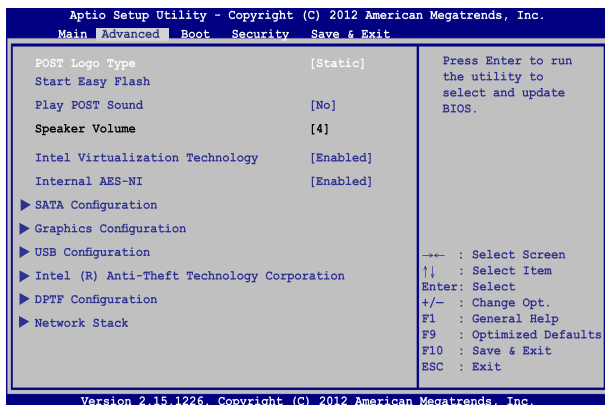 Aptio Setup Utility - Copyright (C) 2012 American Megatrends, Inc.
Main Advanced Boot Security Save & Exit
POST Logo Type [Static]
Start Easy Flash
Play POST Sound [No]
Speaker Volume [4]
Intel Virtualization Technology [Enabled]
Internal AES-NI [Enabled]
SATA Configuration
Graphics Configuration
USB Configuration
Intel (R) Anti-Theft Technology Corporation
DPTF Configuration
Network Stack
Press Enter to run
the utility to
select and update
BIOS.
→← : Select Screen
↑↓ : Select Item
Enter: Select
+/— : Change Opt.
F1 : General Help
F9 : Optimized Defaults
F10 : Save & Exit
ESC : Exit
Version 2.15.1226. Copyright (C) 2012 American Megatrends, Inc.